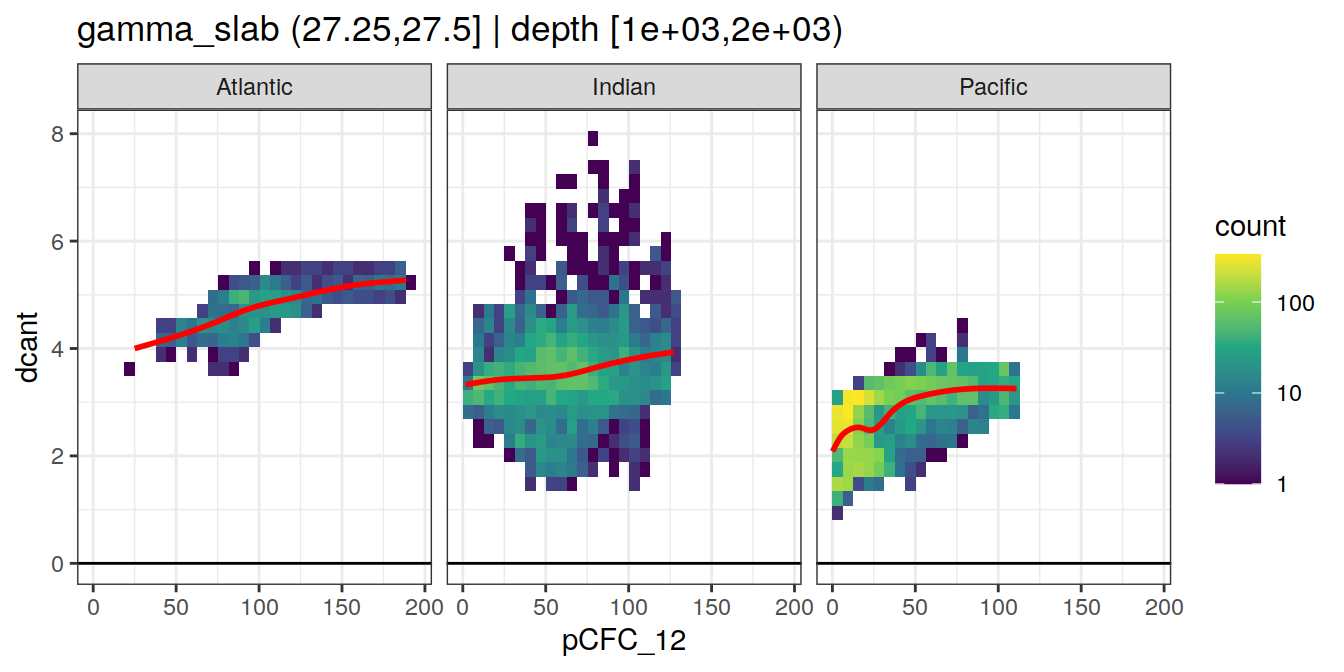 gamma_slab (27.25,27.5] | depth [1e+03,2e+03)
Atlantic
Indian
Pacific
8
6
4
2
0
dcant
0 50 100 150 200
0 50 100 150 200
0 50 100 150 200
pCFC_12
count
100
10
1